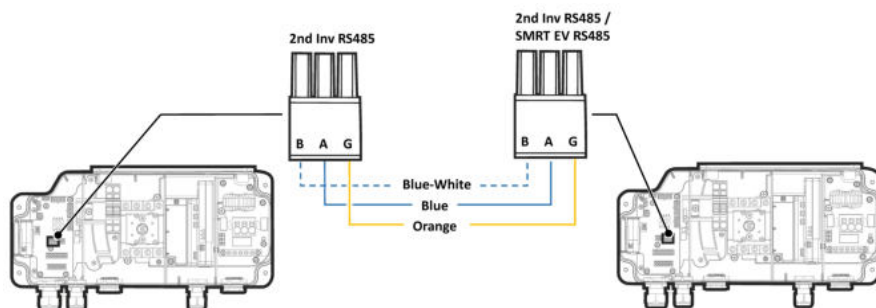 2nd Inv RS485
2nd Inv RS485 /
SMRT EV RS485
B A G
B A G
Blue-White
Blue
Orange